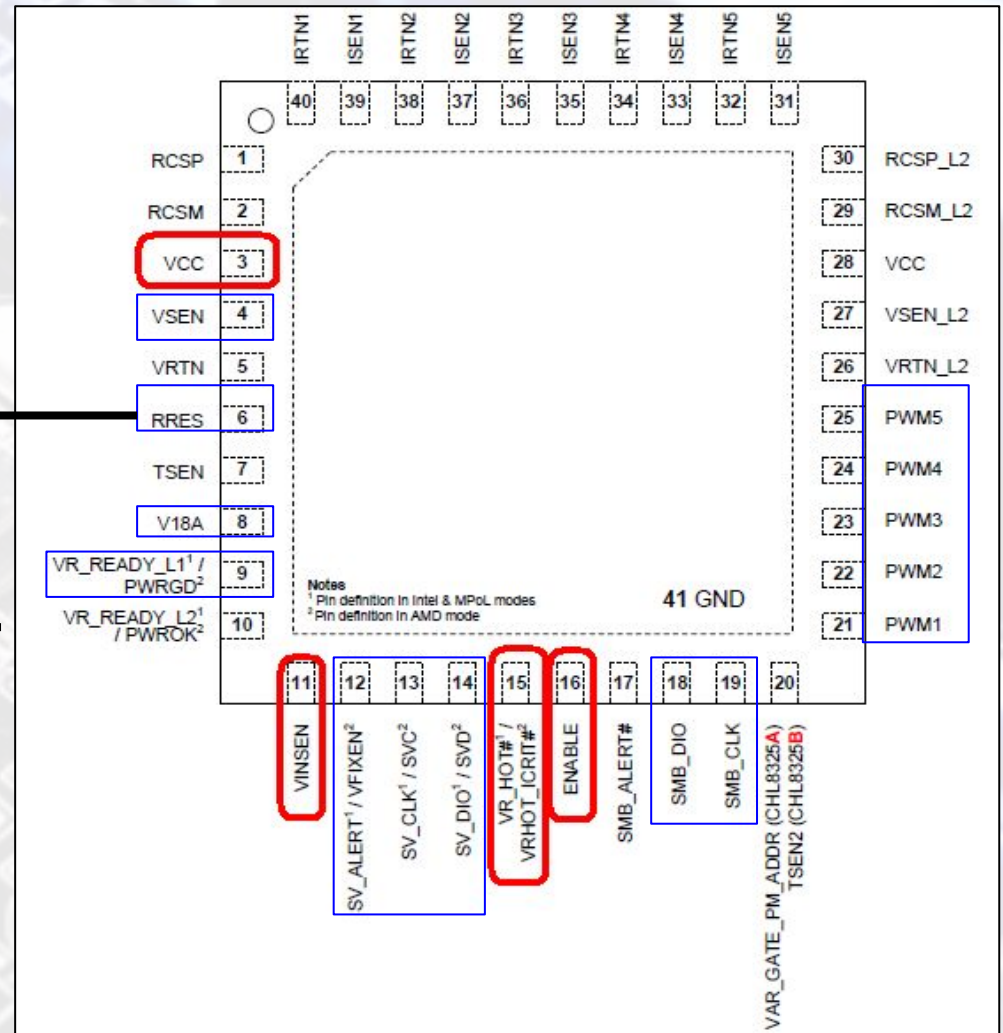 IRTN1
ISEN1
IRTN2
ISEN2
IRTN3
ISEN3
IRTN4
ISEN4
IRTN5
ISEN5
40 39 38 37 36 35 34 33 32 31
RCSP 1
RCSM 2
VCC 3
VSEN 4
VRTN 5
RRES 6
TSEN 7
V18A 8
VR_READY_L1¹ /
PWRGD² 9
VR_READY_L2¹
/ PWROK² 10
30 RCSP_L2
29 RCSM_L2
28 VCC
27 VSEN_L2
26 VRTN_L2
25 PWM5
24 PWM4
23 PWM3
22 PWM2
21 PWM1
Notes
¹ Pin definition in Intel & MPoL modes
² Pin definition in AMD mode
41 GND
11 12 13 14 15 16 17 18 19 20
VINSEN
SV_ALERT¹ / VFIXEN²
SV_CLK¹ / SVC²
SV_DIO¹ / SVD²
VR_HOT#¹ /
VRHOT_ICRIT#²
ENABLE
SMB_ALERT#
SMB_DIO
SMB_CLK
VAR_GATE_PM_ADDR (CHL8325A)
TSEN2 (CHL8325B)